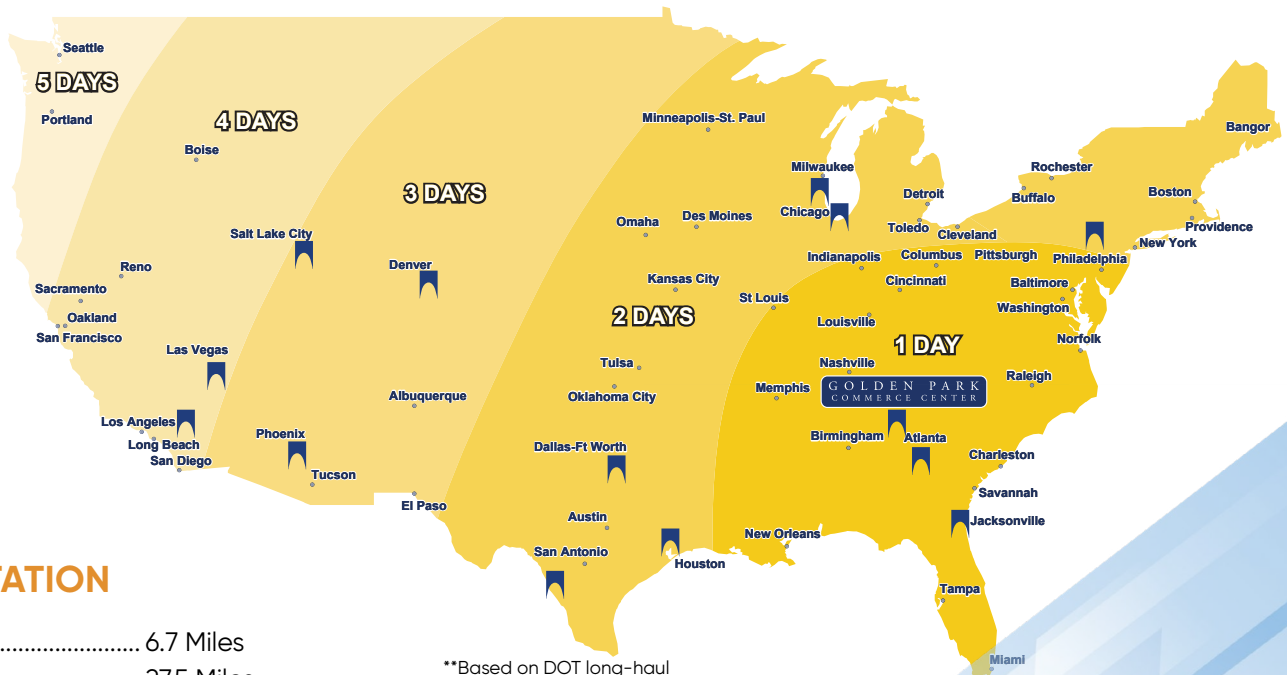 Seattle
5 DAYS
Portland
4 DAYS
Boise
3 DAYS
Salt Lake City
Denver
Reno
Sacramento
Oakland
San Francisco
Las Vegas
Los Angeles
Long Beach
San Diego
Phoenix
Tucson
Albuquerque
El Paso
Minneapolis-St. Paul
Omaha
Des Moines
Kansas City
2 DAYS
Tulsa
Oklahoma City
Dallas-Ft Worth
Austin
San Antonio
Houston
Milwaukee
Chicago
Detroit
Toledo
Cleveland
Rochester
Buffalo
Bangor
Boston
Providence
New York
Philadelphia
Indianapolis
Columbus
Pittsburgh
Cincinnati
Baltimore
Washington
St Louis
Louisville
1 DAY
Norfolk
Nashville
Memphis
GOLDEN PARK
COMMERCE CENTER
Raleigh
Birmingham
Atlanta
Charleston
Savannah
Jacksonville
New Orleans
Tampa
Miami
TATION
6.7 Miles
**Based on DOT long-haul